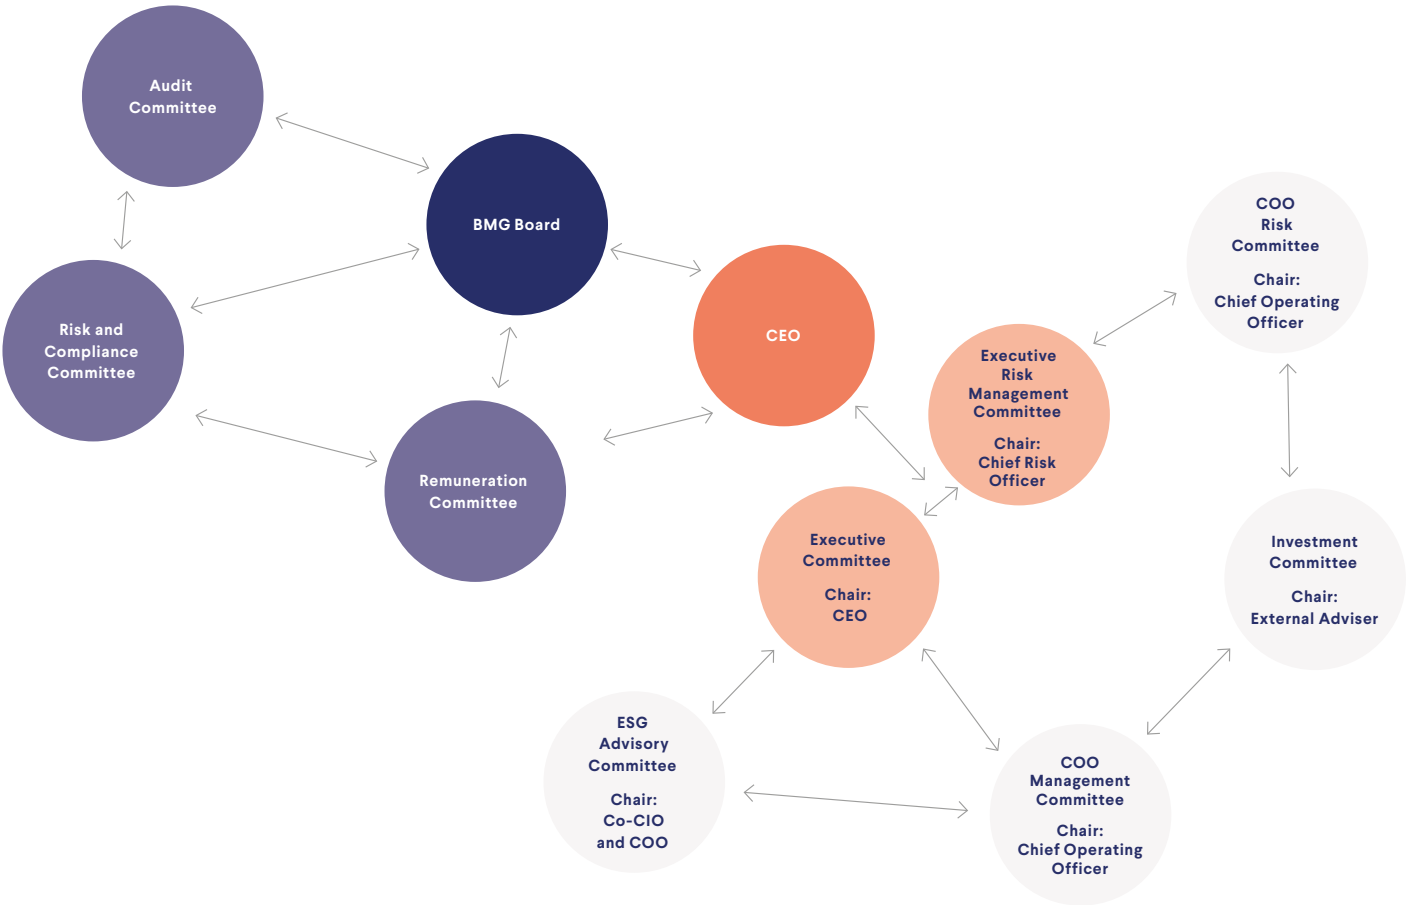 Audit
Committee
BMG Board
Risk and
Compliance
Committee
Remuneration
Committee
CEO
Executive
Risk
Management
Committee
Chair:
Chief Risk
Officer
COO
Risk
Committee
Chair:
Chief Operating
Officer
Executive
Committee
Chair:
CEO
Investment
Committee
Chair:
External Adviser
ESG
Advisory
Committee
Chair:
Co-CIO
and COO
COO
Management
Committee
Chair:
Chief Operating
Officer